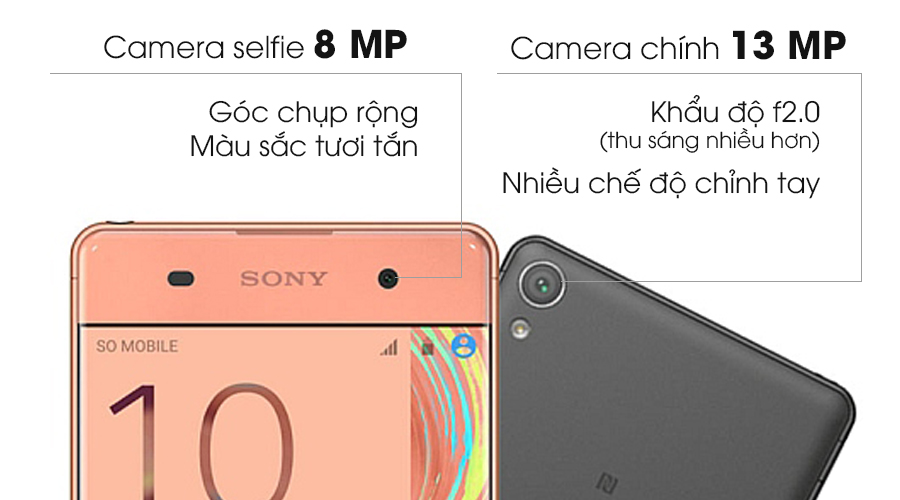 Camera selfie 8 MP
Góc chụp rộng
Màu sắc tươi tắn
Camera chính 13 MP
Khẩu độ f2.0
(thu sáng nhiều hơn)
Nhiều chế độ chỉnh tay
SONY
SO MOBILE
10